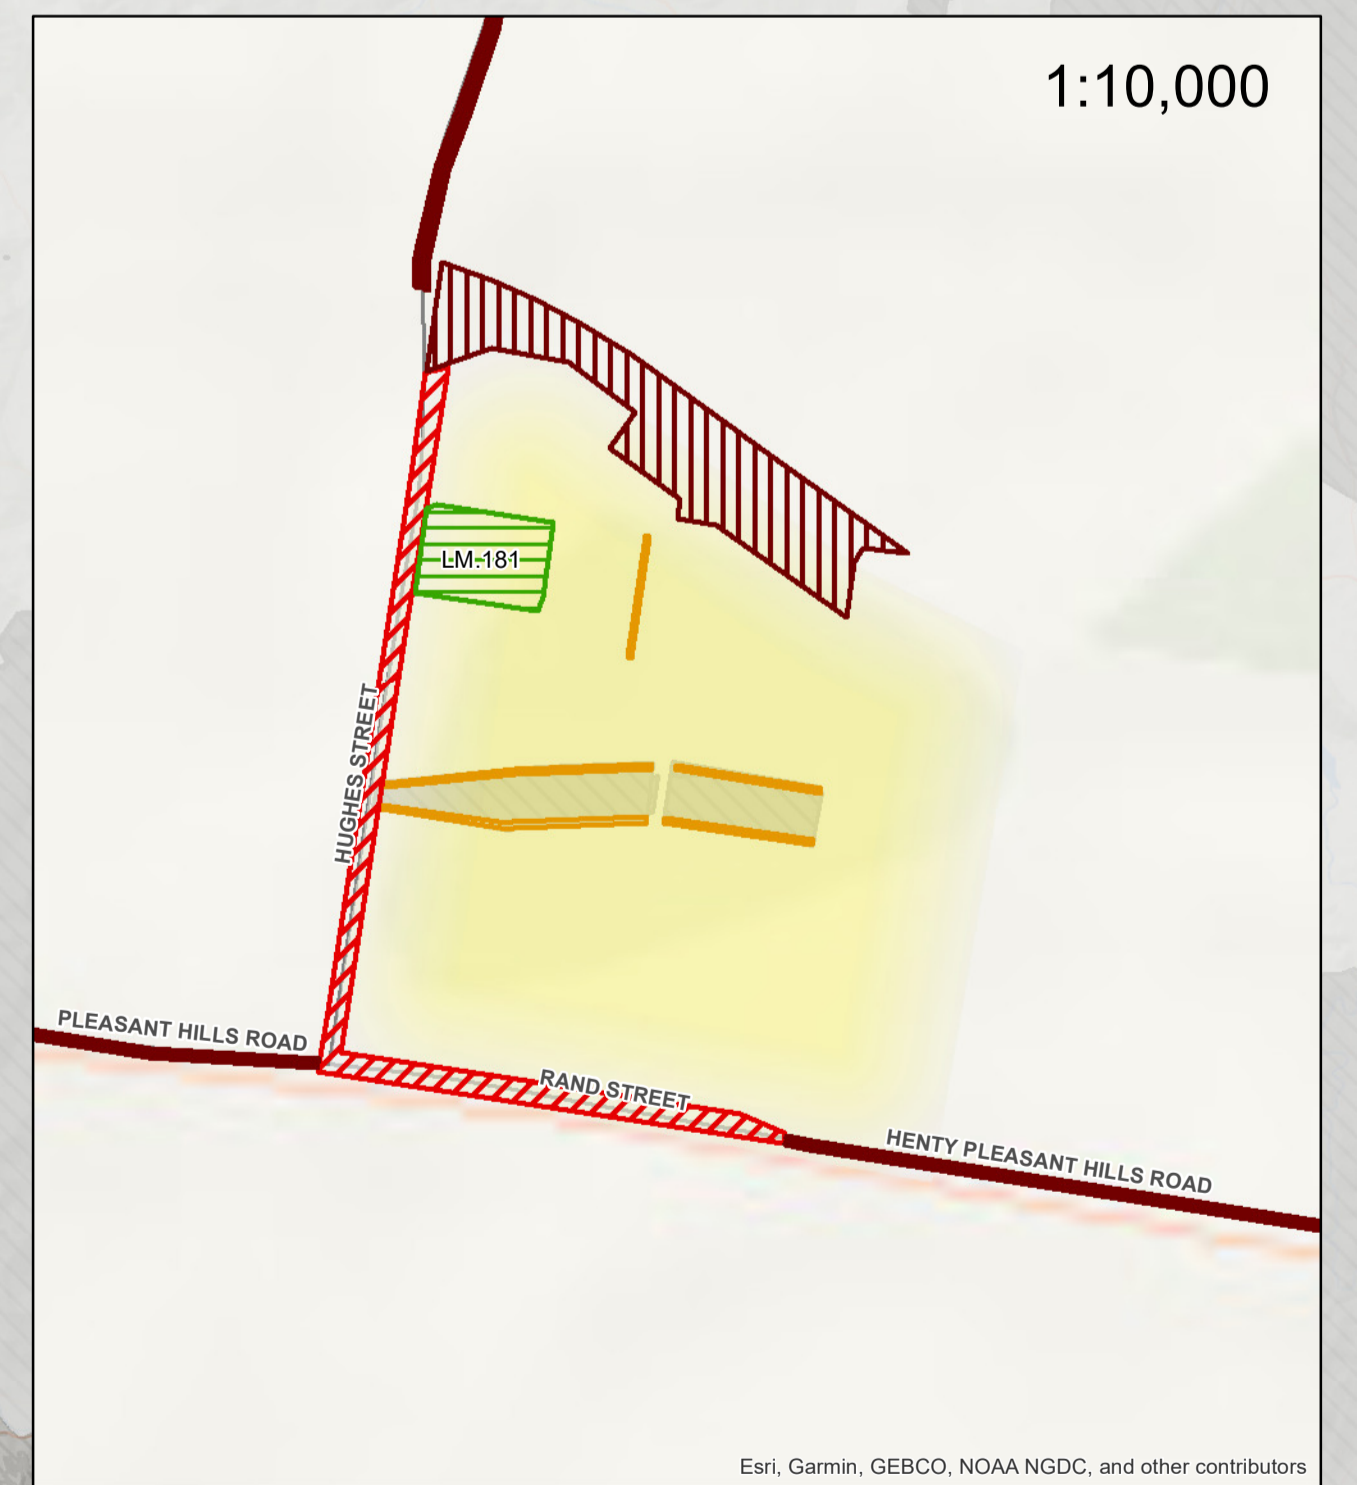 1:10,000
LM.181
HUGHES STREET
PLEASANT HILLS ROAD
RAND STREET
HENTY PLEASANT HILLS ROAD
Esri, Garmin, GEBCO, NOAA NGDC, and other contributors